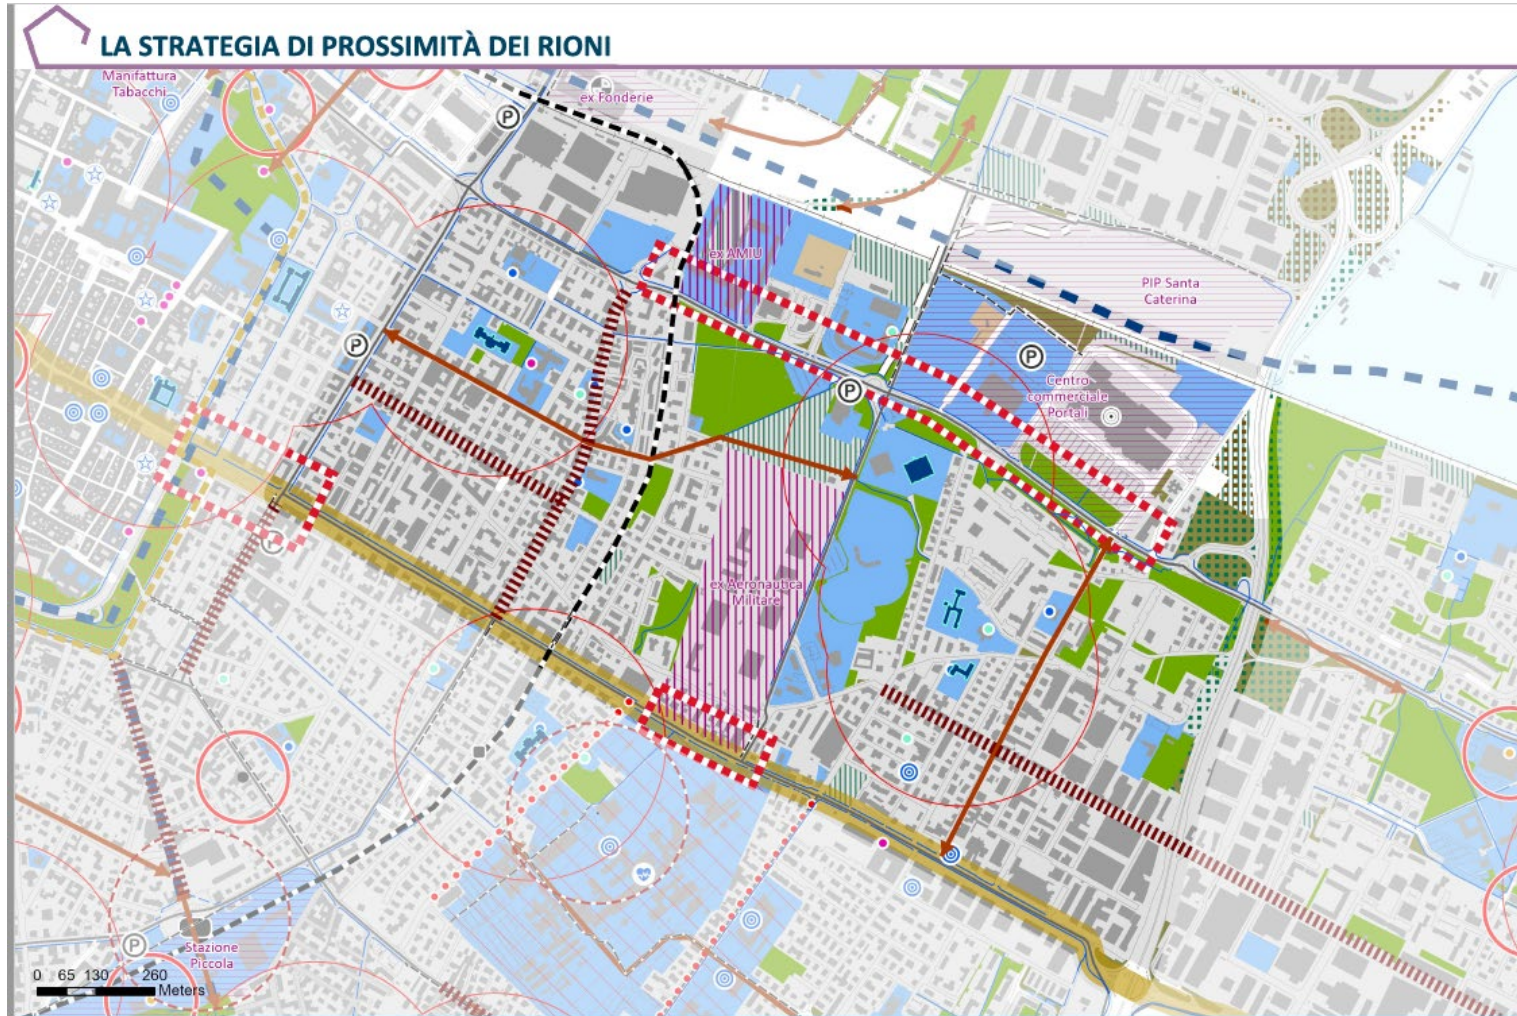 LA STRATEGIA DI PROSSIMITÀ DEI RIONI
Manifattura
Tabacchi
ex Fonderie
P
ex AMIU
PIP Santa
Caterina
P
P
P
Centro
commerciale
Portali
P
ex Aeronautica
Militare
P
Stazione
Piccola
0 65 130 260
Meters